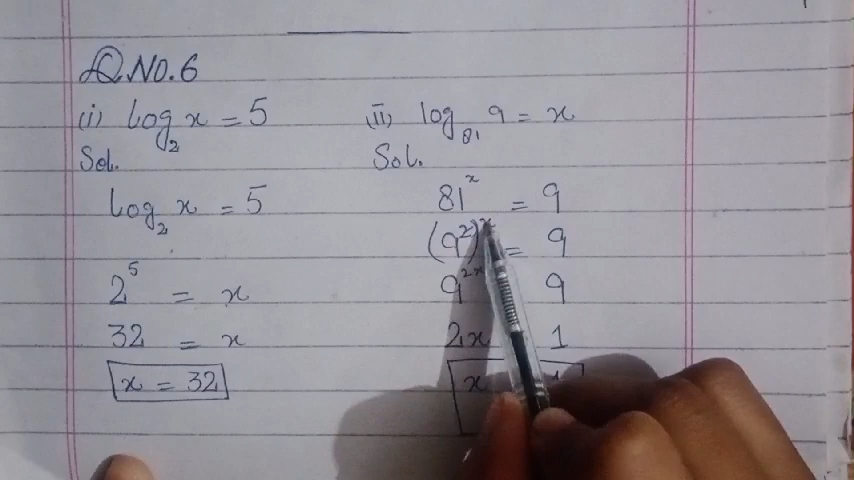 Q.No.6
(i) log₂ x = 5
Sol.
log₂ x = 5
2⁵ = x
32 = x
x = 32
(ii) log₈₁ 9 = x
Sol.
81ˣ = 9
(9²)ˣ = 9
9²ˣ 9
2x 1
x